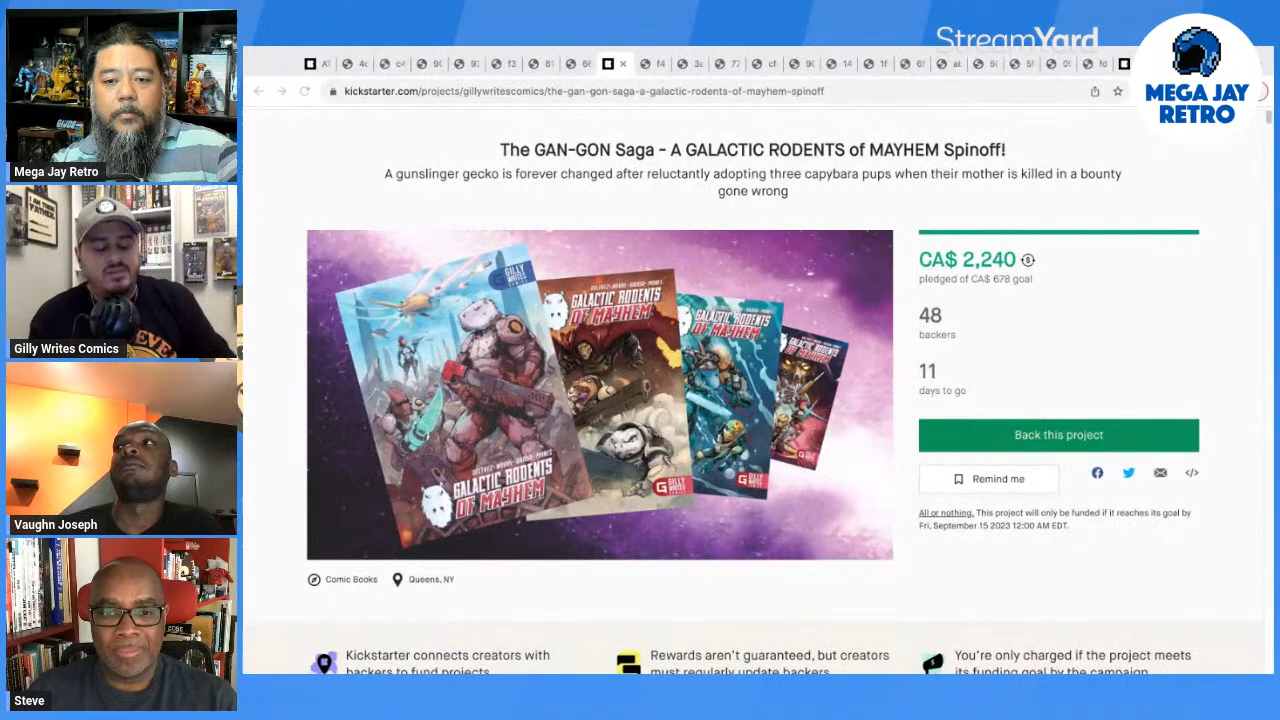 StreamYard
MEGA JAY
RETRO
kickstarter.com/projects/gillywritescomics/the-gan-gon-saga-a-galactic-rodents-of-mayhem-spinoff
The GAN-GON Saga - A GALACTIC RODENTS of MAYHEM Spinoff!
A gunslinger gecko is forever changed after reluctantly adopting three capybara pups when their mother is killed in a bounty
gone wrong
CA$ 2,240
pledged of CA$ 678 goal
48
backers
11
days to go
Back this project
Remind me
All or nothing. This project will only be funded if it reaches its goal by
Fri, September 15 2023 12:00 AM EDT.
GILLY
WRITES
GALACTIC RODENTS
OF MAYHEM
GALACTIC RODENTS
OF MAYHEM
GALACTIC RODENTS
OF MAYHEM
GALACTIC RODENTS
OF MAYHEM
Comic Books
Queens, NY
Kickstarter connects creators with
backers to fund projects.
Rewards aren't guaranteed, but creators
must regularly update backers.
You're only charged if the project meets
its funding goal by the campaign
Mega Jay Retro
I AM THEIR
FATHER.
Gilly Writes Comics
Vaughn Joseph
Steve